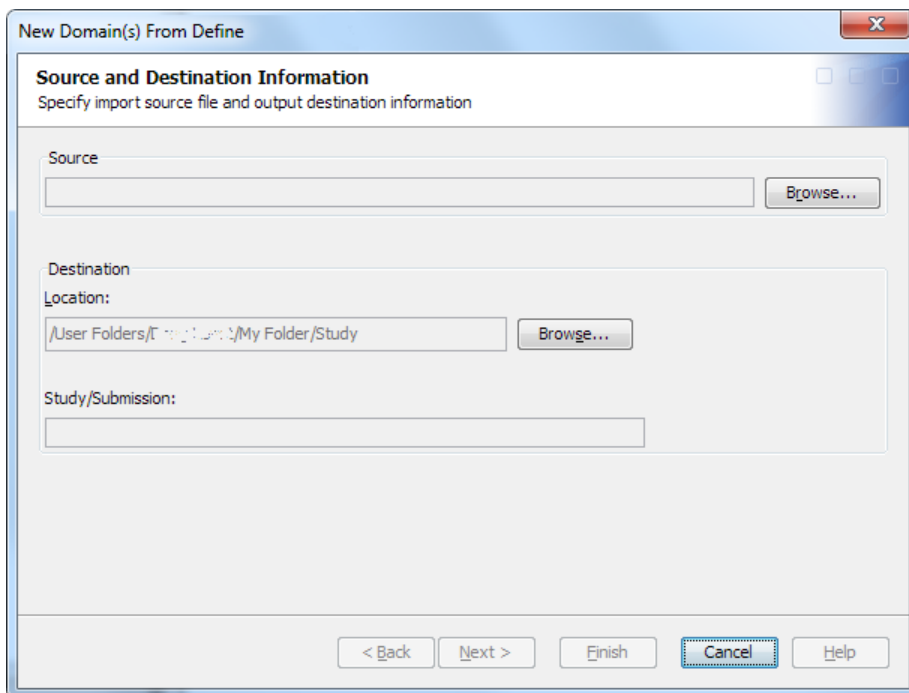 New Domain(s) From Define
Source and Destination Information
Specify import source file and output destination information
Source
Browse...
Destination
Location:
/User Folders/ /My Folder/Study
Browse...
Study/Submission:
< Back
Next >
Finish
Cancel
Help